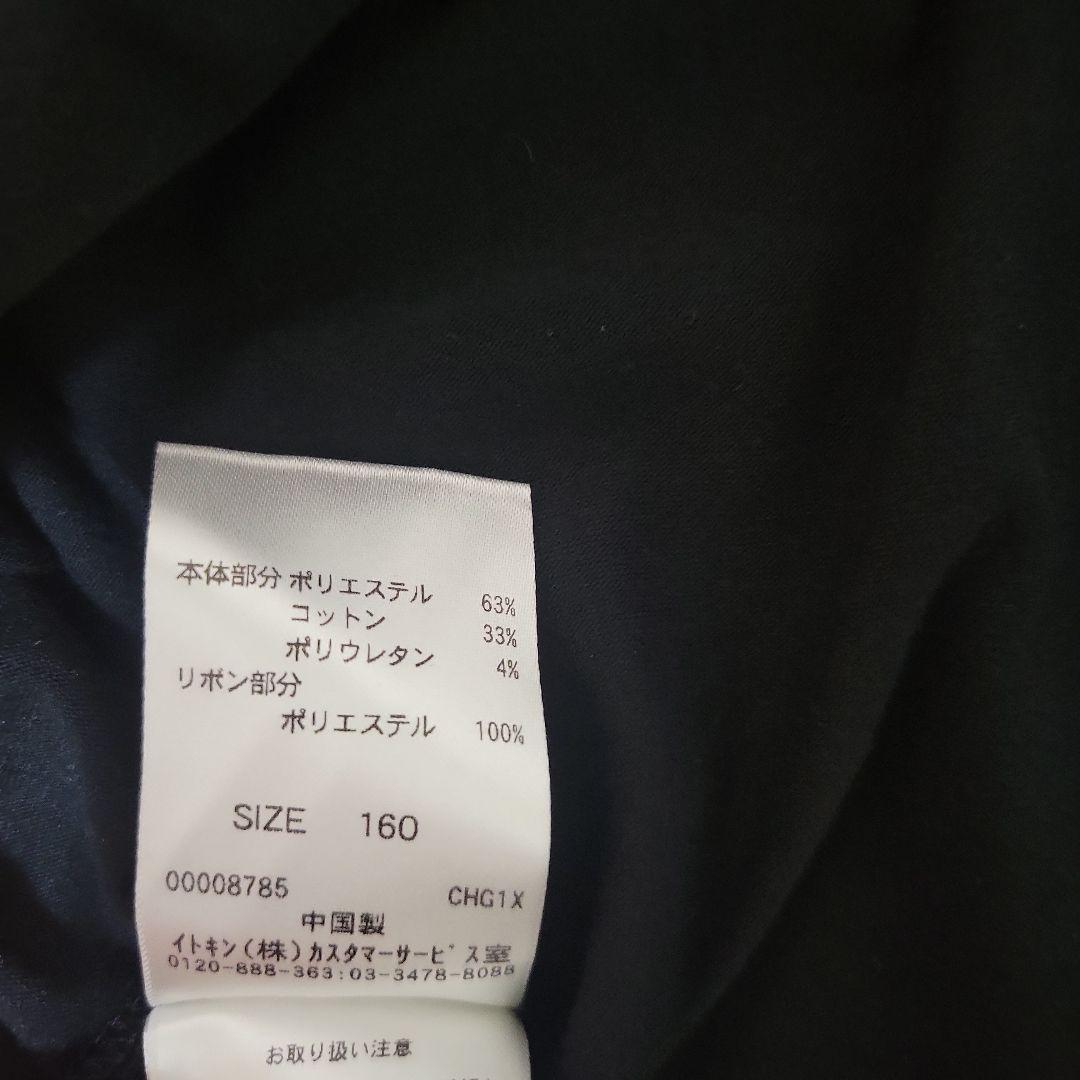 本体部分 ポリエステル 63%
コットン 33%
ポリウレタン 4%
リボン部分
ポリエステル 100%
SIZE 160
00008785 CHG1X
中国製
イトキン(株)カスタマーサービス室
0120-888-363:03-3478-8088
お取り扱い注意